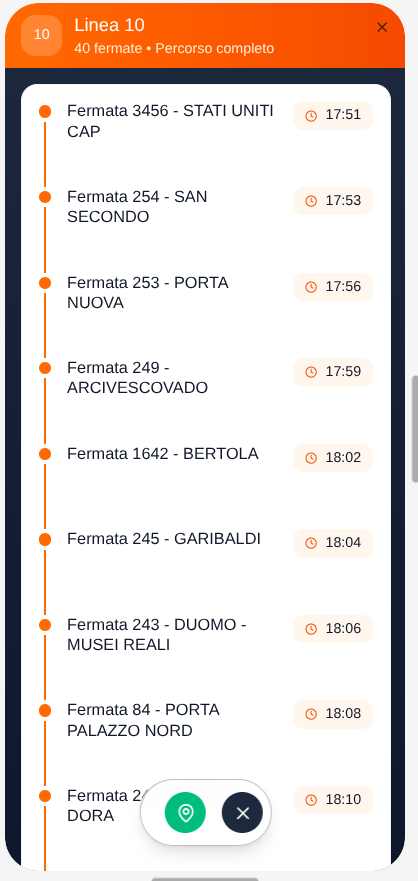 10
Linea 10
40 fermate • Percorso completo
Fermata 3456 - STATI UNITI
CAP
17:51
Fermata 254 - SAN
SECONDO
17:53
Fermata 253 - PORTA
NUOVA
17:56
Fermata 249 -
ARCIVESCOVADO
17:59
Fermata 1642 - BERTOLA
18:02
Fermata 245 - GARIBALDI
18:04
Fermata 243 - DUOMO -
MUSEI REALI
18:06
Fermata 84 - PORTA
PALAZZO NORD
18:08
Fermata
DORA
18:10